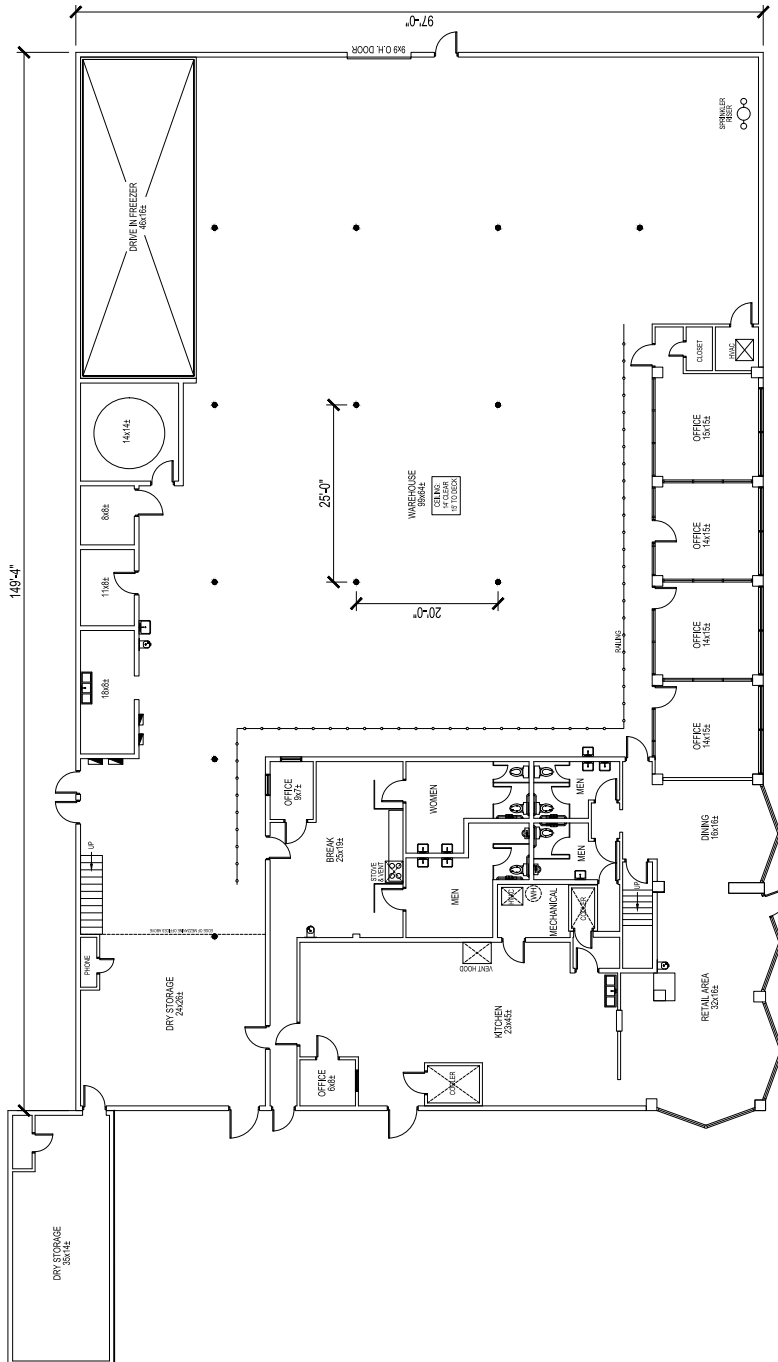 149'-4"
97'-0"
DRY STORAGE
35x14±
PHONE
UP
DRY STORAGE
24x26±
18x8±
11x8±
8x8±
14x14±
DRIVE IN FREEZER
46x16±
9x9 O.H. DOOR
OFFICE
6x8±
OFFICE
9x7±
BREAK
25x19±
STOVE
& VENT
25'-0"
20'-0"
WAREHOUSE
99x64±
CEILING:
14' CLEAR
15' TO DECK
COOLER
KITCHEN
23x45±
VENT HOOD
MEN
WOMEN
HVAC
WH
MECHANICAL
COOLER
MEN
MEN
RAILING
UP
RETAIL AREA
32x16±
DINING
16x16±
OFFICE
14x15±
OFFICE
14x15±
OFFICE
14x15±
OFFICE
15x15±
CLOSET
HVAC
SPRINKLER
RISER